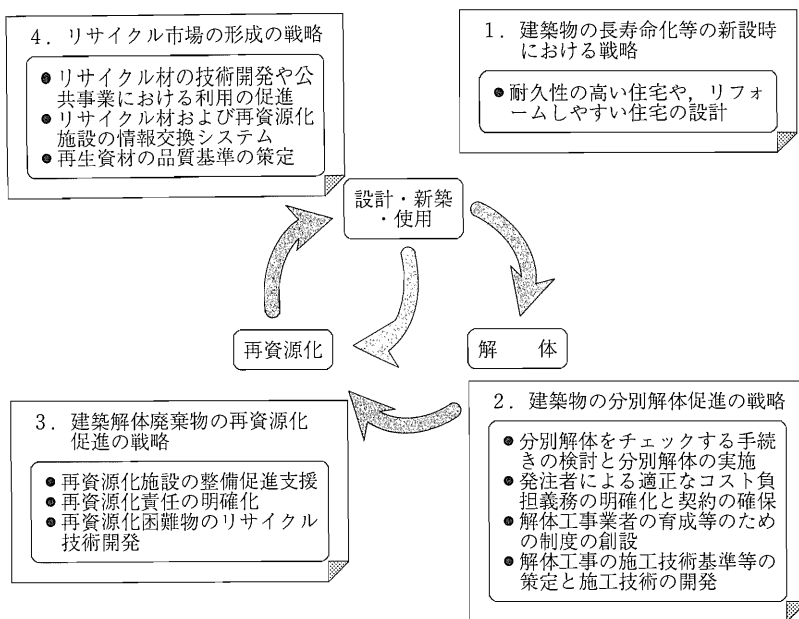 4．リサイクル市場の形成の戦略
●リサイクル材の技術開発や公
共事業における利用の促進
●リサイクル材および再資源化
施設の情報交換システム
●再生資材の品質基準の策定
1．建築物の長寿命化等の新設時
における戦略
●耐久性の高い住宅や，リフォ
ームしやすい住宅の設計
設計・新築
・使用
再資源化
解　体
3．建築解体廃棄物の再資源化
促進の戦略
●再資源化施設の整備促進支援
●再資源化責任の明確化
●再資源化困難物のリサイクル
技術開発
2．建築物の分別解体促進の戦略
●分別解体をチェックする手続
きの検討と分別解体の実施
●発注者による適正なコスト負
担義務の明確化と契約の確保
●解体工事業者の育成等のため
の制度の創設
●解体工事の施工技術基準等の
策定と施工技術の開発